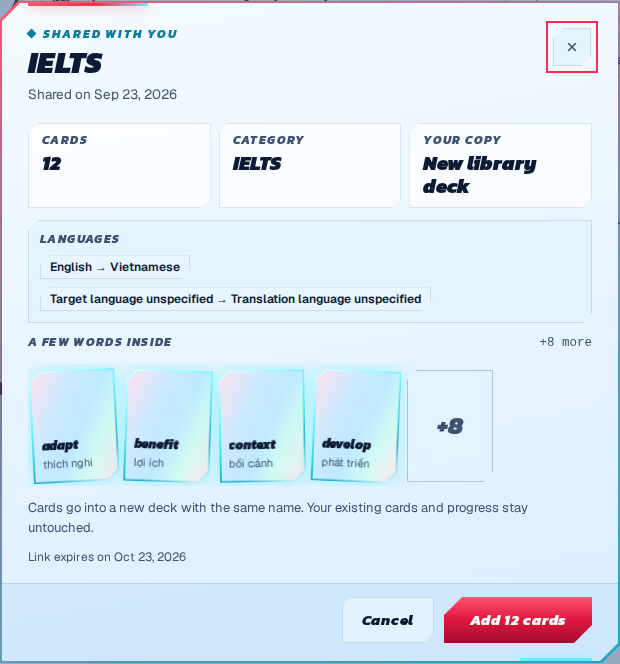 SHARED WITH YOU
IELTS
Shared on Sep 23, 2026
CARDS
12
CATEGORY
IELTS
YOUR COPY
New library
deck
LANGUAGES
English → Vietnamese
Target language unspecified → Translation language unspecified
A FEW WORDS INSIDE
+8 more
adapt
thích nghi
benefit
lợi ích
context
bối cảnh
develop
phát triển
+8
Cards go into a new deck with the same name. Your existing cards and progress stay
untouched.
Link expires on Oct 23, 2026
Cancel
Add 12 cards